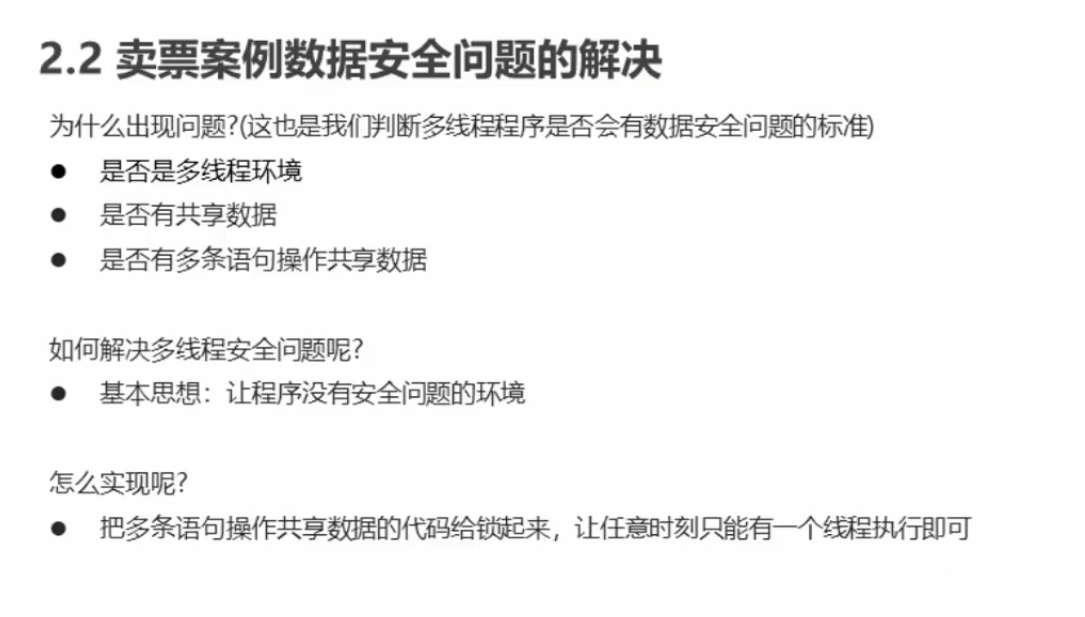 2.2 卖票案例数据安全问题的解决
为什么出现问题?(这也是我们判断多线程程序是否会有数据安全问题的标准)
● 是否是多线程环境
● 是否有共享数据
● 是否有多条语句操作共享数据
如何解决多线程安全问题呢?
● 基本思想：让程序没有安全问题的环境
怎么实现呢?
● 把多条语句操作共享数据的代码给锁起来，让任意时刻只能有一个线程执行即可